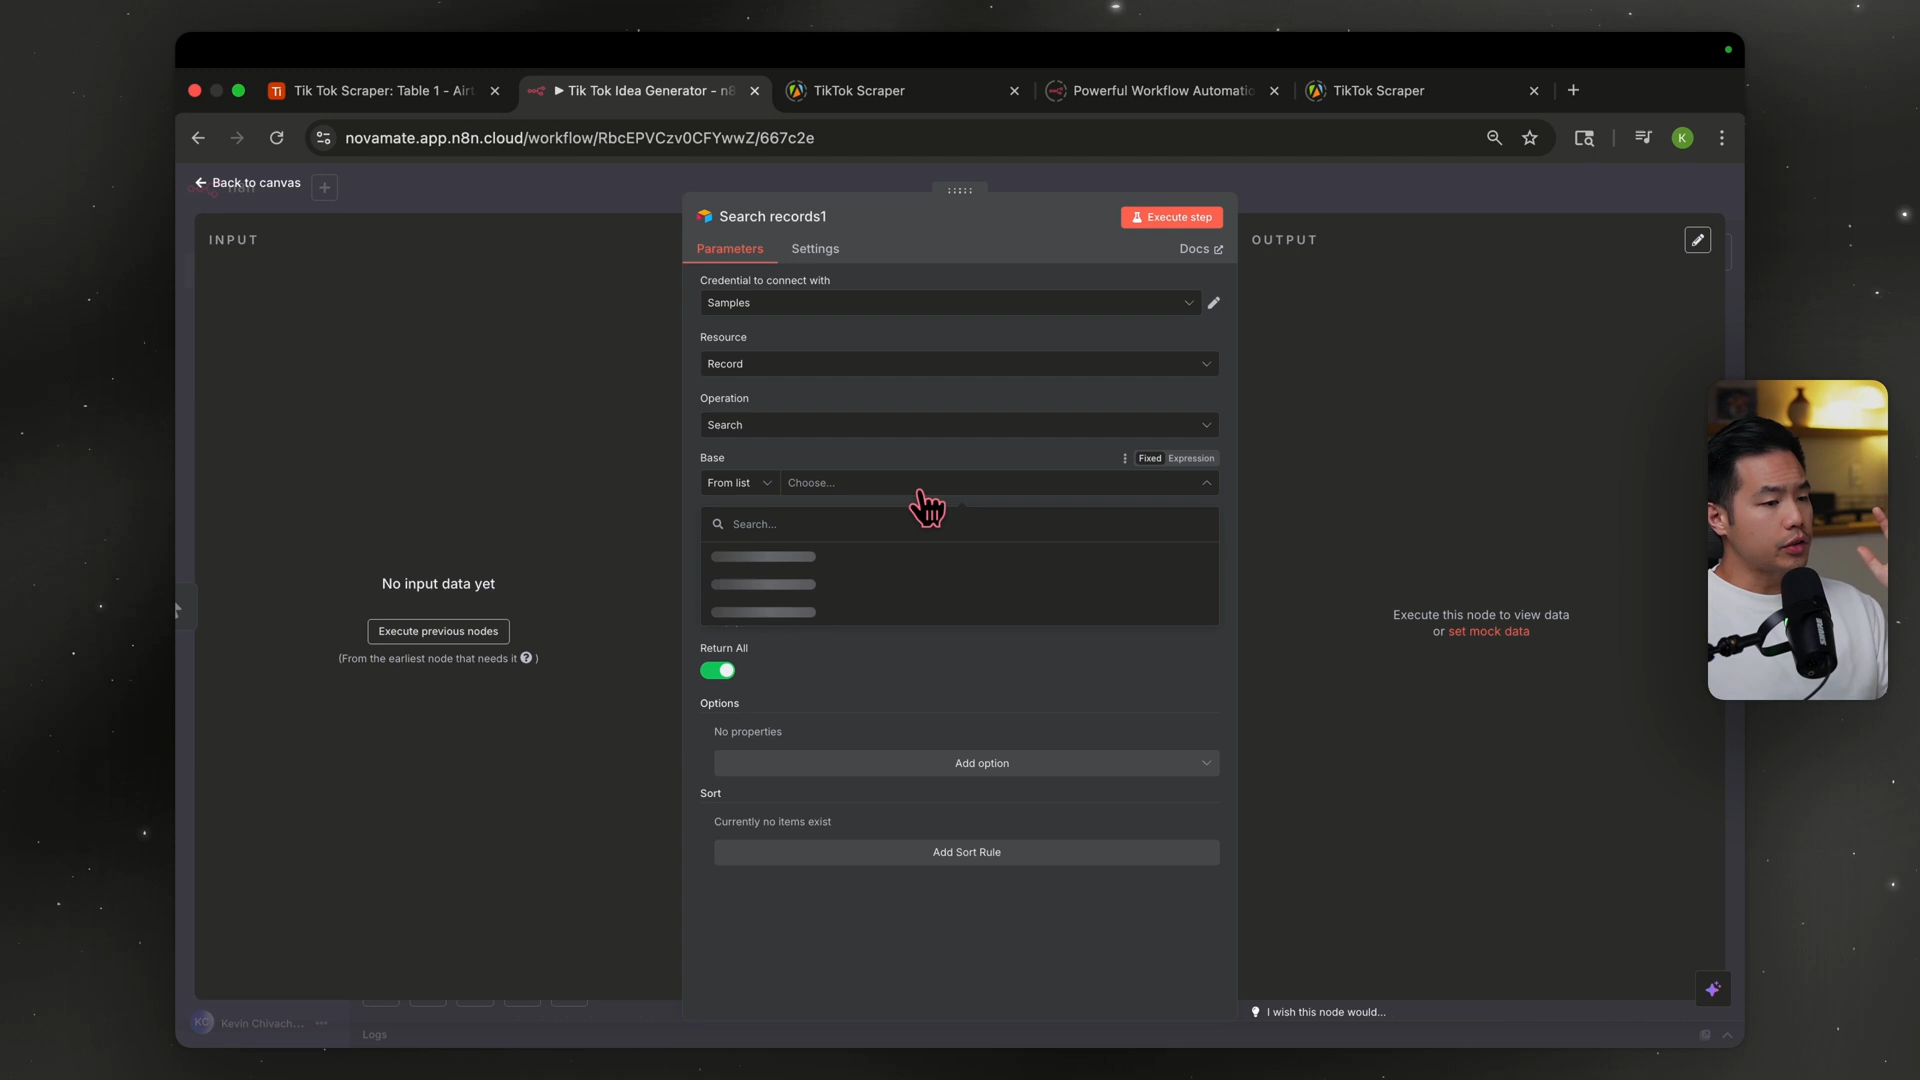 Ti Tik Tok Scraper: Table 1 - Airt
Tik Tok Idea Generator - n8
TikTok Scraper
Powerful Workflow Automatio
TikTok Scraper
novamate.app.n8n.cloud/workflow/RbcEPVCzv0CFYwwZ/667c2e
K
Back to canvas
INPUT
Search records1
Execute step
OUTPUT
Parameters
Settings
Docs
Credential to connect with
Samples
Resource
Record
Operation
Search
Base
Fixed
Expression
From list
Choose...
Search...
No input data yet
Execute previous nodes
(From the earliest node that needs it ? )
Execute this node to view data
or set mock data
Return All
Options
No properties
Add option
Sort
Currently no items exist
Add Sort Rule
I wish this node would...
KC
Kevin Chivach...
Logs